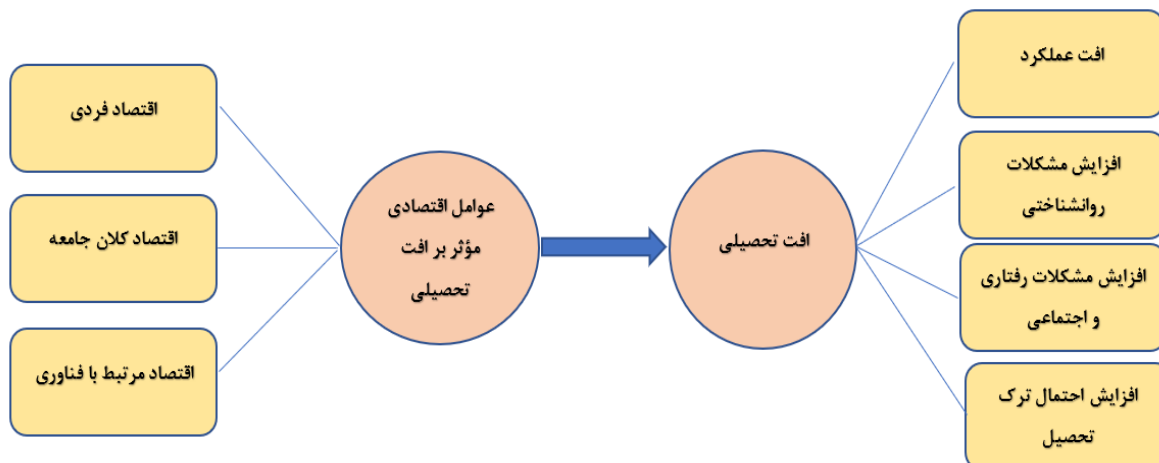 اقتصاد فردی
اقتصاد کلان جامعه
اقتصاد مرتبط با فناوری
عوامل اقتصادی
مؤثر بر افت
تحصیلی
افت تحصیلی
افت عملکرد
افزایش مشکلات
روانشناختی
افزایش مشکلات رفتاری
و اجتماعی
افزایش احتمال ترک
تحصیل